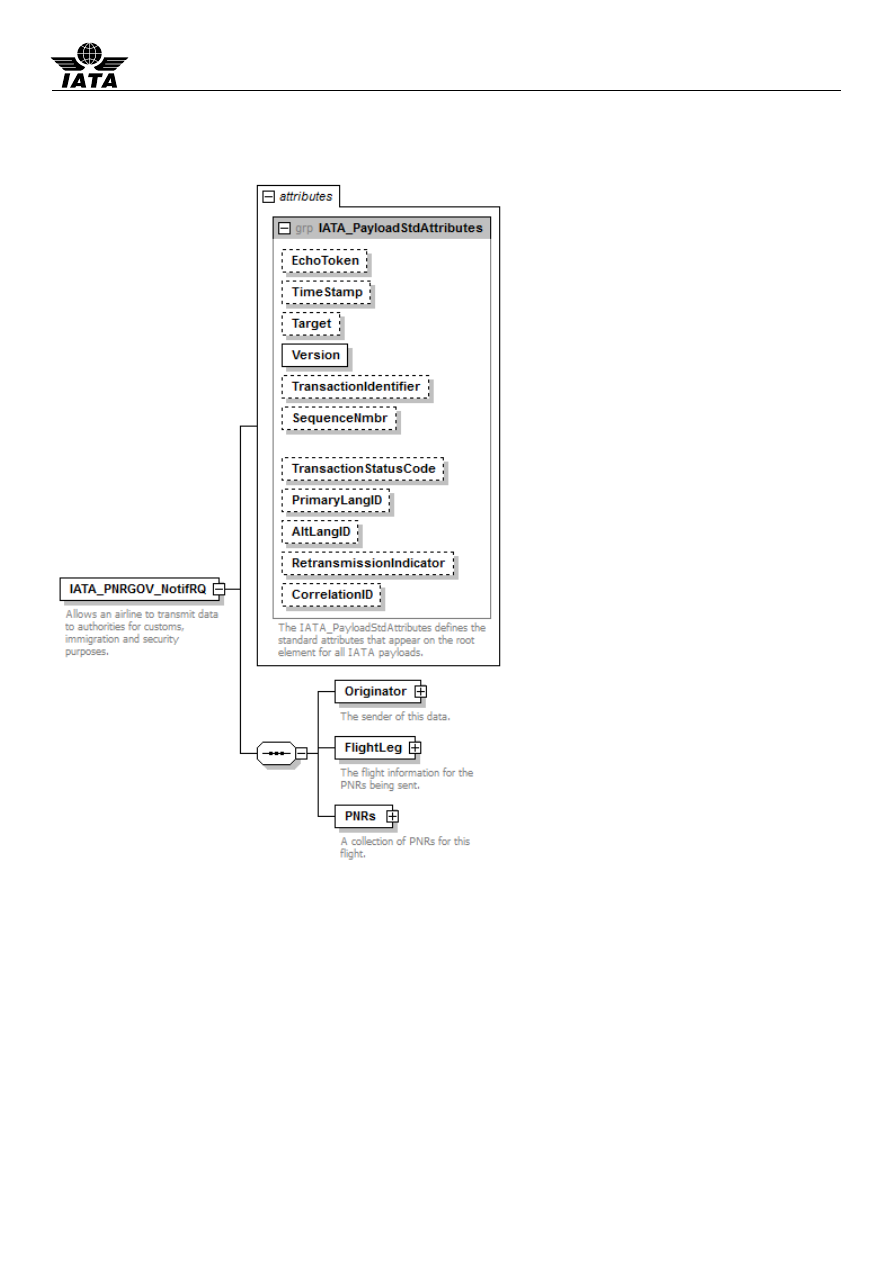 IATA
attributes
grp IATA_PayloadStdAttributes
EchoToken
TimeStamp
Target
Version
TransactionIdentifier
SequenceNmbr
TransactionStatusCode
PrimaryLangID
AltLangID
RetransmissionIndicator
CorrelationID
The IATA_PayloadStdAttributes defines the
standard attributes that appear on the root
element for all IATA payloads.
IATA_PNRGOV_NotifRQ
Allows an airline to transmit data
to authorities for customs,
immigration and security
purposes.
Originator
The sender of this data.
FlightLeg
The flight information for the
PNRs being sent.
PNRs
A collection of PNRs for this
flight.